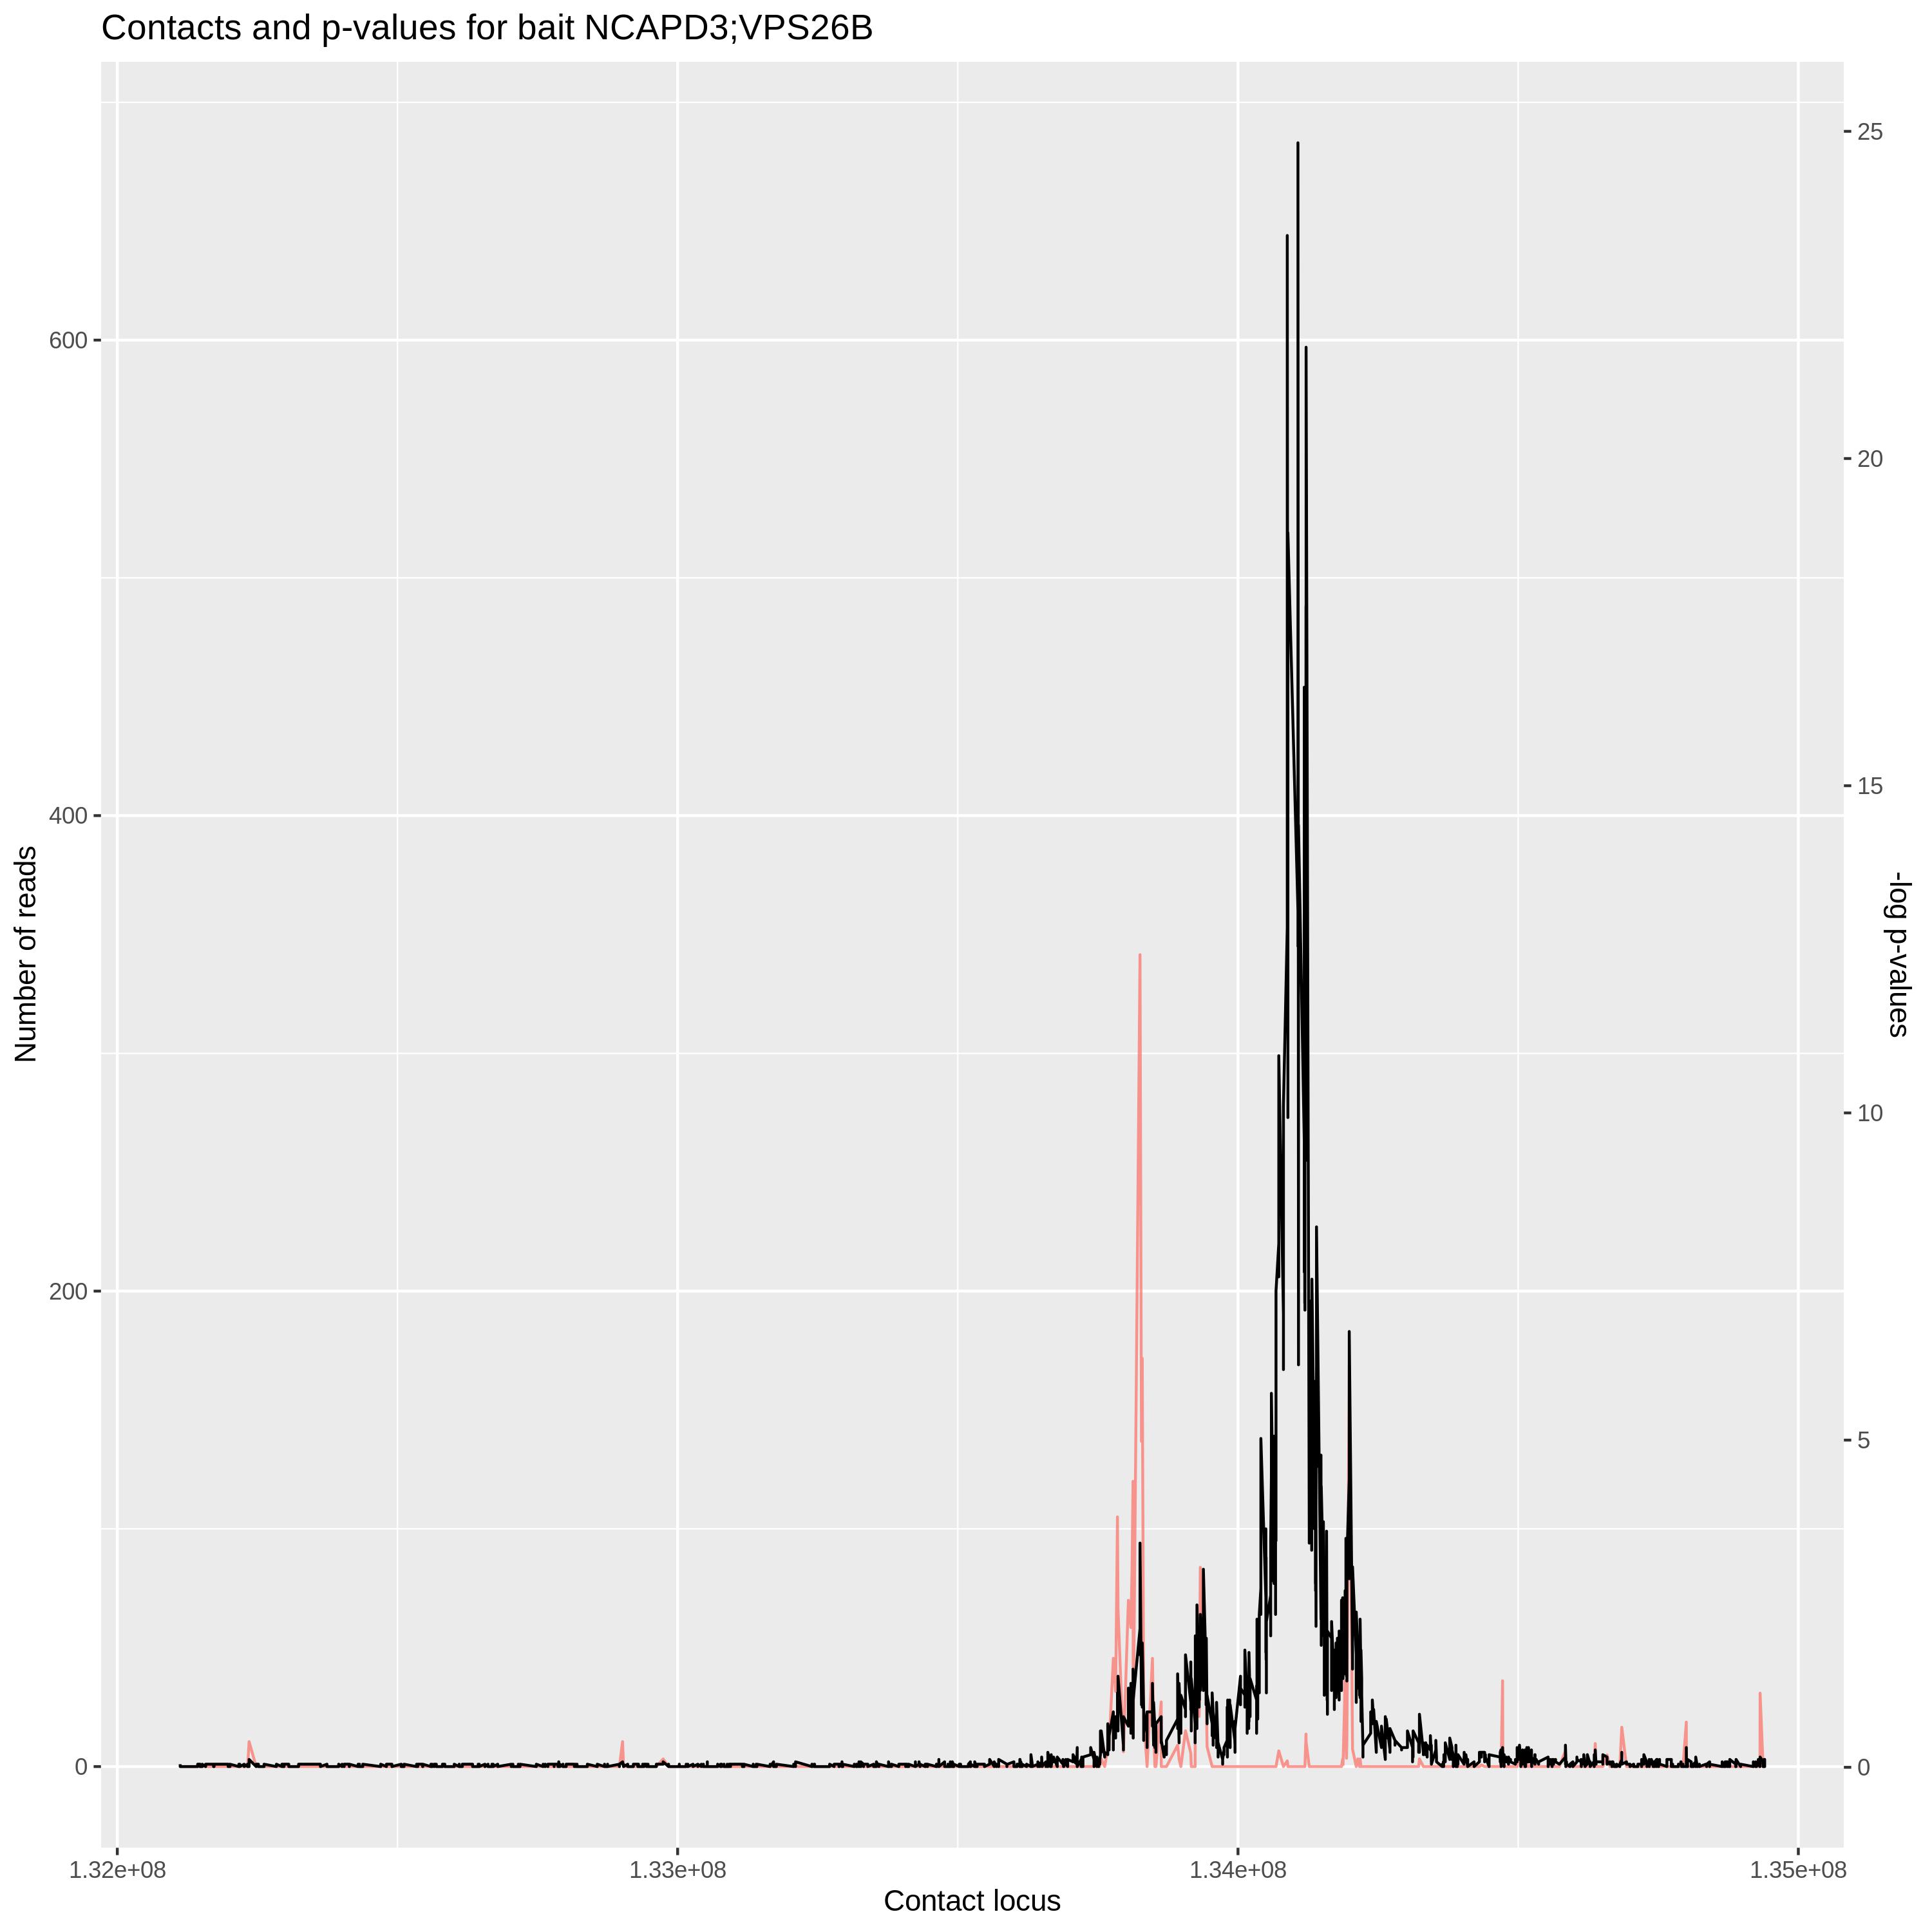 Contacts and p-values for bait NCAPD3;VPS26B
Number of reads
600
400
200
0
25
20
15
10
5
0
-log p-values
1.32e+08 1.33e+08 1.34e+08 1.35e+08
Contact locus